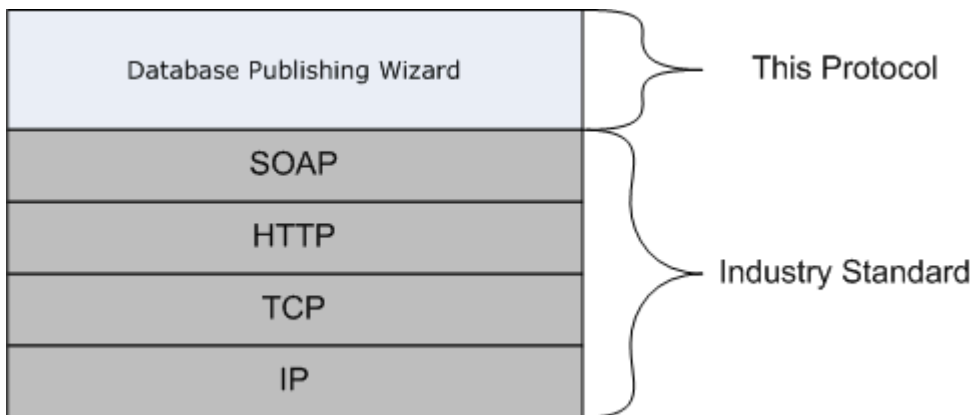 Database Publishing Wizard
This Protocol
SOAP
HTTP
TCP
IP
Industry Standard